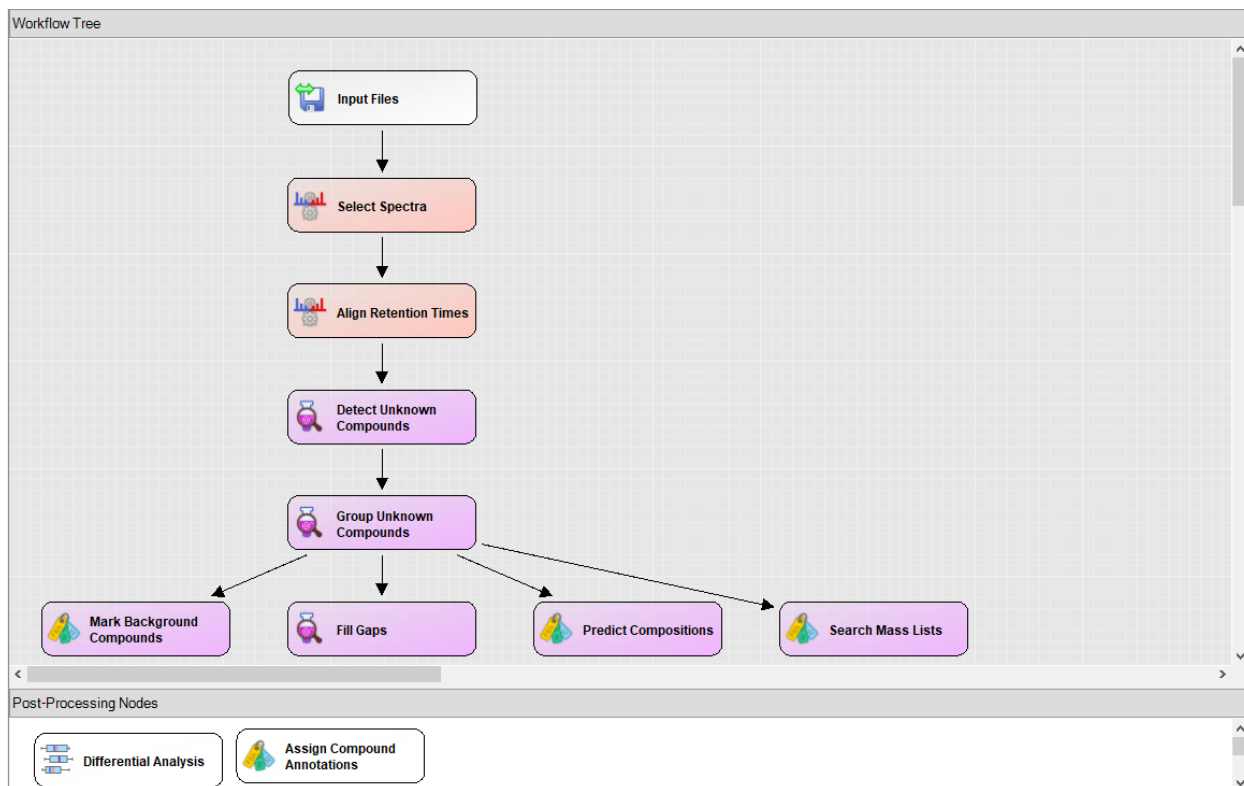 Workflow Tree
Input Files
Select Spectra
Align Retention Times
Detect Unknown
Compounds
Group Unknown
Compounds
Mark Background
Compounds
Fill Gaps
Predict Compositions
Search Mass Lists
Post-Processing Nodes
Differential Analysis
Assign Compound
Annotations